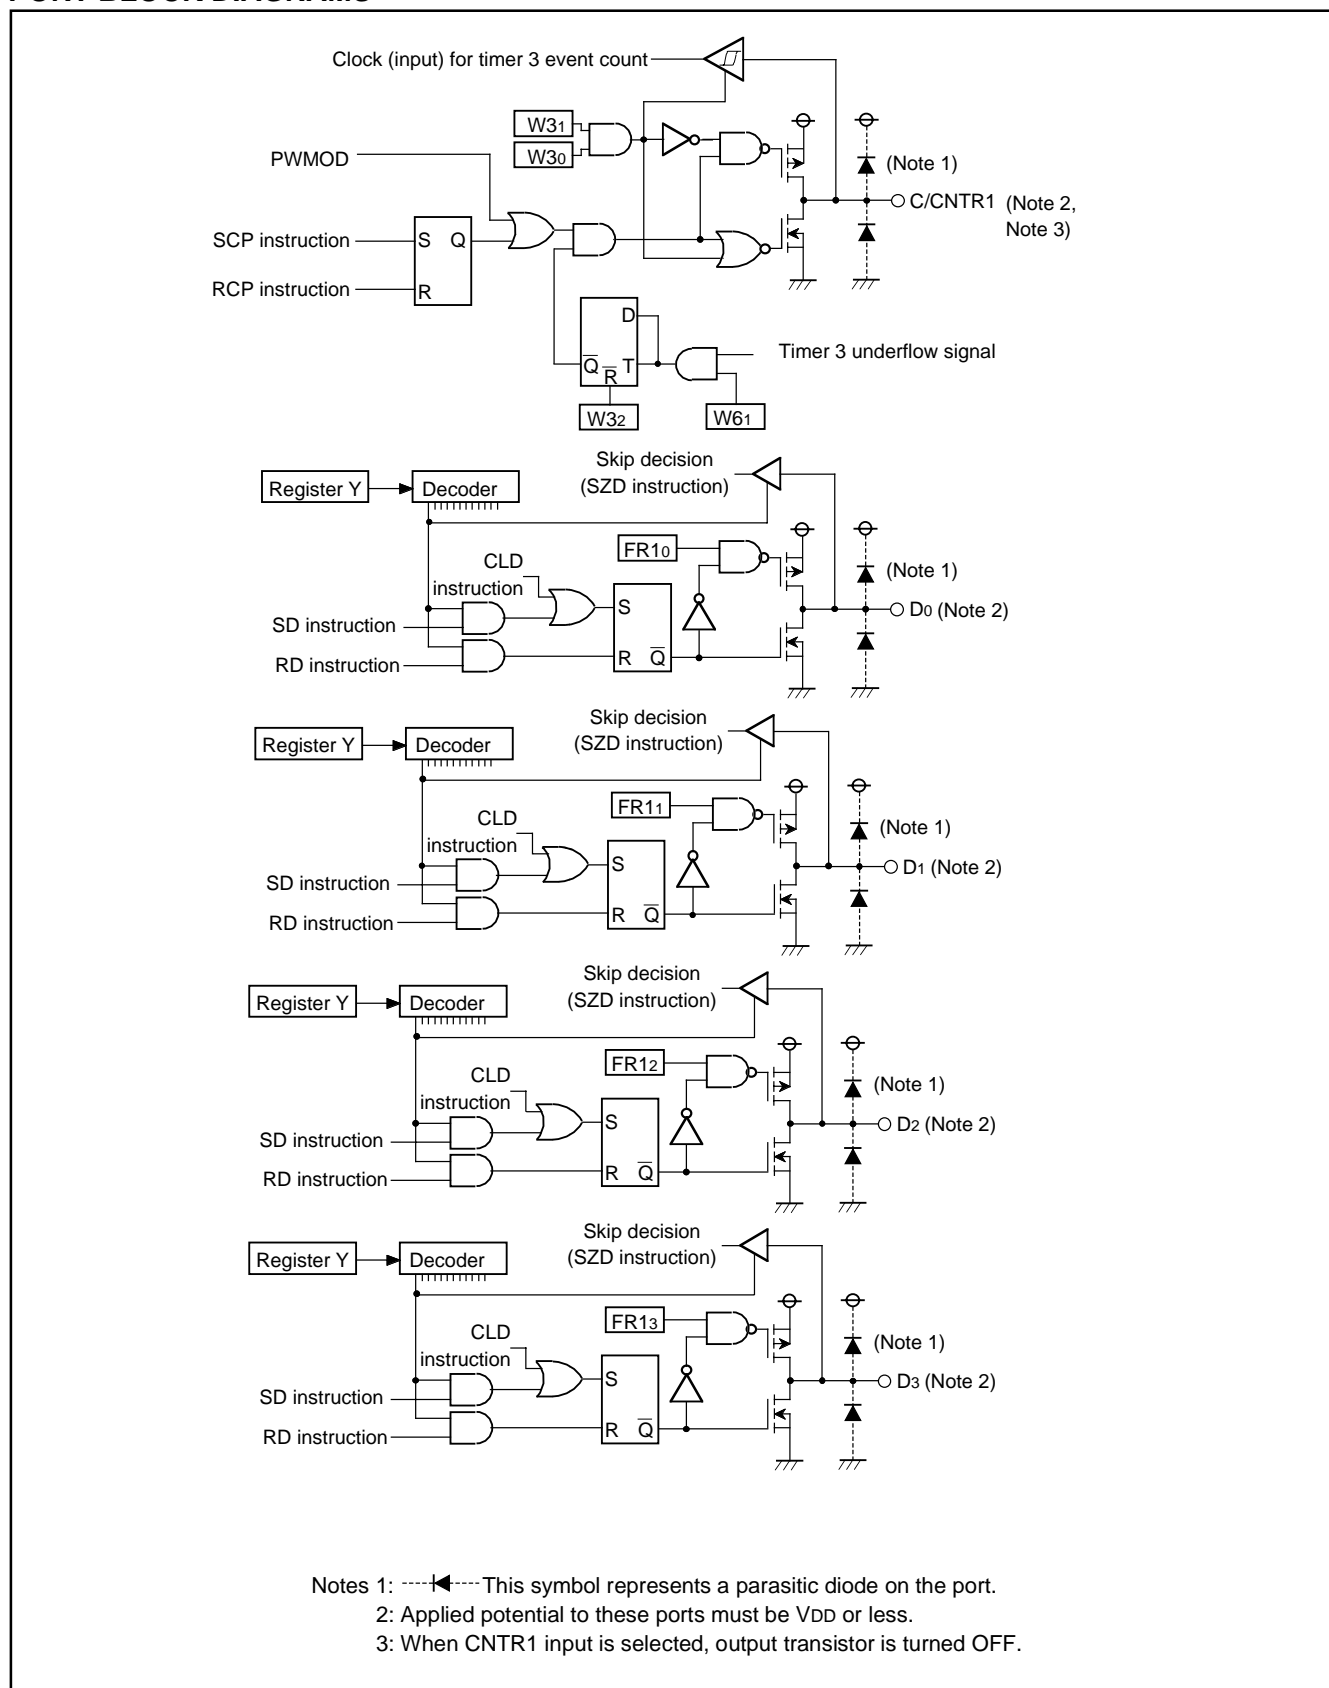 Clock (input) for timer 3 event count
W31
W30
PWMOD
(Note 1)
C/CNTR1 (Note 2,
Note 3)
SCP instruction
S Q
RCP instruction
R
D
Q R T
Timer 3 underflow signal
W32
W61
Skip decision
(SZD instruction)
Register Y
Decoder
FR10
CLD
instruction
(Note 1)
S
D0 (Note 2)
SD instruction
R Q
RD instruction
Skip decision
(SZD instruction)
Register Y
Decoder
FR11
CLD
instruction
(Note 1)
S
D1 (Note 2)
SD instruction
R Q
RD instruction
Skip decision
(SZD instruction)
Register Y
Decoder
FR12
CLD
instruction
(Note 1)
S
D2 (Note 2)
SD instruction
R Q
RD instruction
Skip decision
(SZD instruction)
Register Y
Decoder
FR13
CLD
instruction
(Note 1)
S
D3 (Note 2)
SD instruction
R Q
RD instruction
Notes 1: This symbol represents a parasitic diode on the port.
2: Applied potential to these ports must be VDD or less.
3: When CNTR1 input is selected, output transistor is turned OFF.